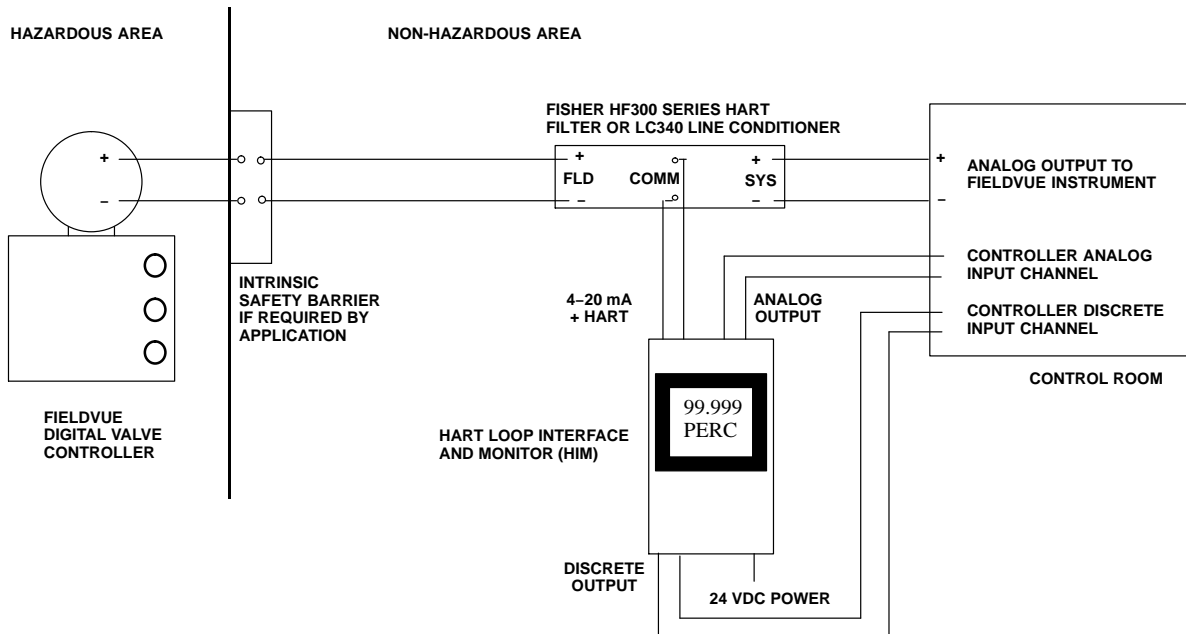 HAZARDOUS AREA
NON-HAZARDOUS AREA
FISHER HF300 SERIES HART
FILTER OR LC340 LINE CONDITIONER
+
−
+
FLD
−
COMM
−
+
SYS
−
+
−
ANALOG OUTPUT TO
FIELDVUE INSTRUMENT
CONTROLLER ANALOG
INPUT CHANNEL
CONTROLLER DISCRETE
INPUT CHANNEL
CONTROL ROOM
INTRINSIC
SAFETY BARRIER
IF REQUIRED BY
APPLICATION
4–20 mA
+ HART
ANALOG
OUTPUT
FIELDVUE
DIGITAL VALVE
CONTROLLER
HART LOOP INTERFACE
AND MONITOR (HIM)
99.999
PERC
DISCRETE
OUTPUT
24 VDC POWER